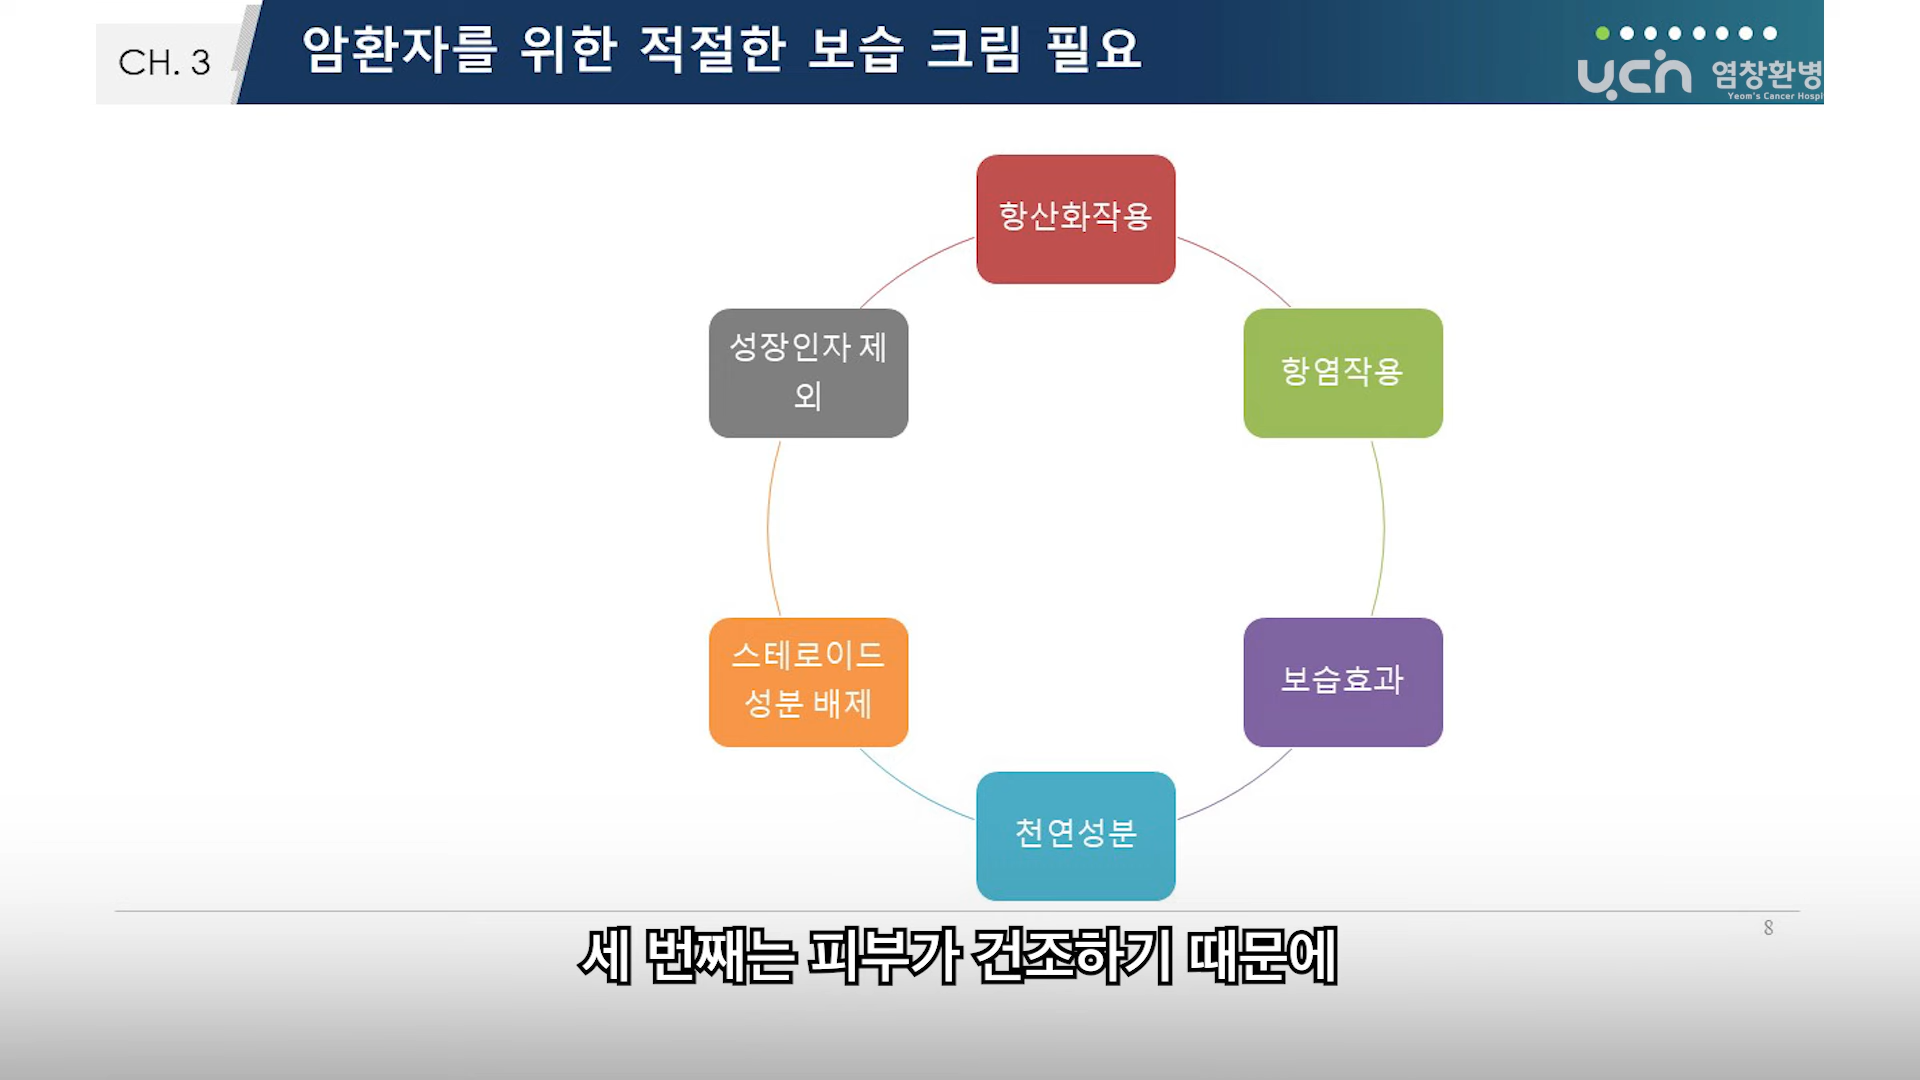 CH. 3
암환자를 위한 적절한 보습 크림 필요
ych 염창환병
Yeom's Cancer Hospi
항산화작용
항염작용
보습효과
천연성분
스테로이드
성분 배제
성장인자 제
외
8
세 번째는 피부가 건조하기 때문에